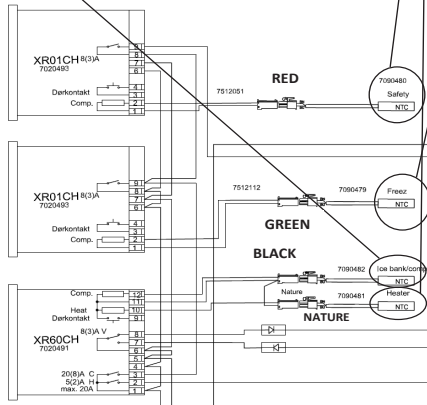 XR01CH 8(3)A
7020493
9
8
7
6
Dørkontakt 4
3
Comp. 2
1
7512051
RED
7090480
Safety
NTC
XR01CH 8(3)A
7020493
9
8
7
6
Dørkontakt 4
3
Comp. 2
1
7512112
GREEN
7090479
Freez
NTC
BLACK
7090482
Ice bank/comp
NTC
Nature
7090481
Heater
NTC
NATURE
XR60CH
7020491
Comp. 12
11
Heat 10
Dørkontakt 9
8(3)A V 8
7
6
5
4
20(8)A C 3
5(2)A H 2
max. 20A 1